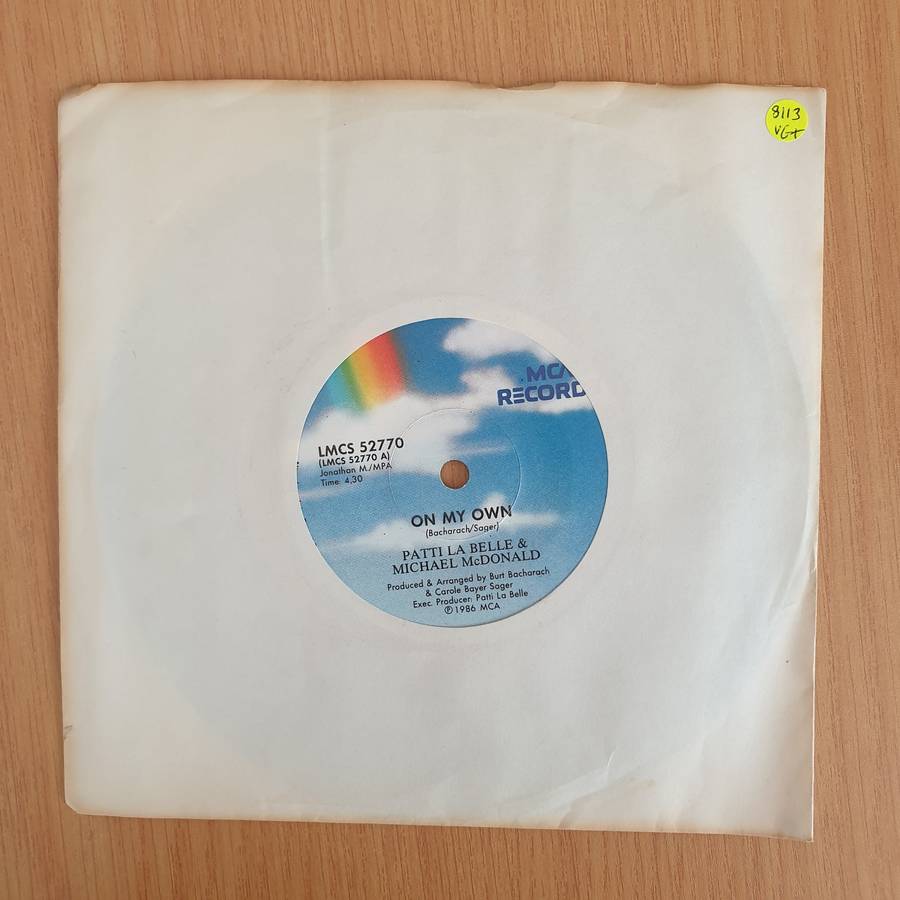 8113
VG+
MCA
RECORD
LMCS 52770
(LMCS 52770 A)
Jonathan M./MPA
Time: 4,30
ON MY OWN
(Bacharach/Sager)
PATTI LA BELLE &
MICHAEL McDONALD
Produced & Arranged by Burt Bacharach
& Carole Bayer Sager
Exec. Producer: Patti La Belle
℗ 1986 MCA